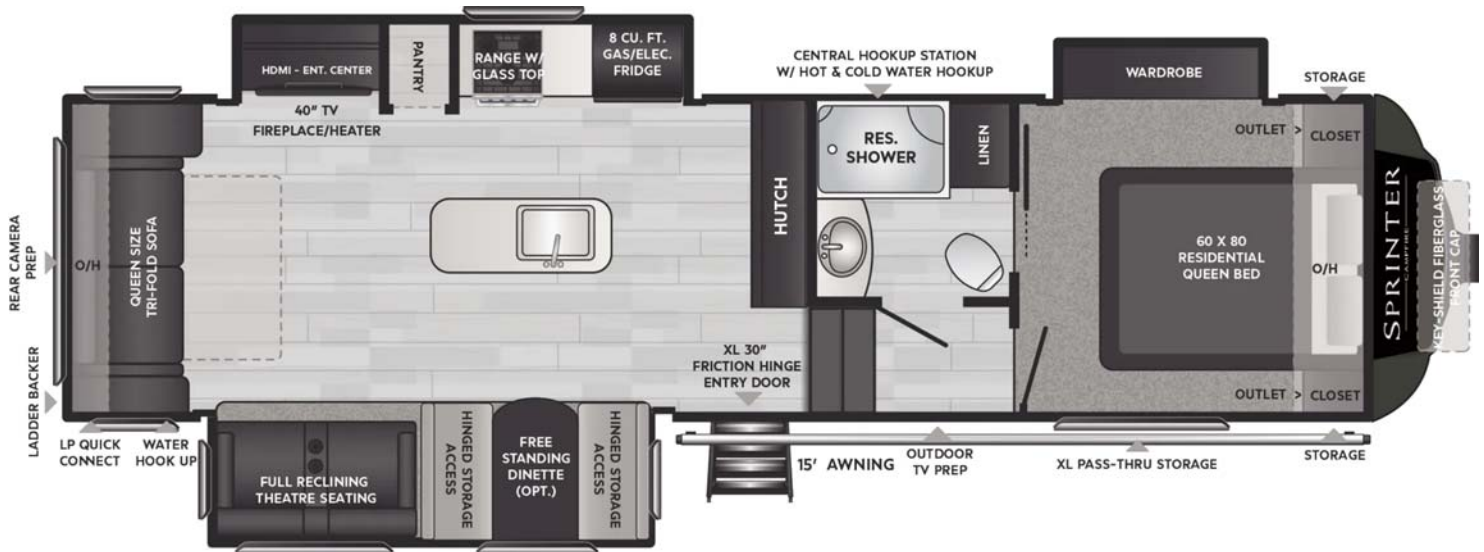 HDMI - ENT. CENTER
40" TV
FIREPLACE/HEATER
PANTRY
RANGE W/
GLASS TOP
8 CU. FT.
GAS/ELEC.
FRIDGE
CENTRAL HOOKUP STATION
W/ HOT & COLD WATER HOOKUP
WARDROBE
STORAGE
OUTLET >
CLOSET
RES.
SHOWER
LINEN
HUTCH
REAR CAMERA
PREP
O/H
QUEEN SIZE
TRI-FOLD SOFA
60 X 80
RESIDENTIAL
QUEEN BED
O/H
SPRINTER
CAMPFIRE
KEY-SHIELD FIBERGLASS
FRONT CAP
LADDER BACKER
XL 30"
FRICTION HINGE
ENTRY DOOR
OUTLET >
CLOSET
LP QUICK
CONNECT
WATER
HOOK UP
FULL RECLINING
THEATRE SEATING
HINGED STORAGE
ACCESS
FREE
STANDING
DINETTE
(OPT.)
HINGED STORAGE
ACCESS
15' AWNING
OUTDOOR
TV PREP
XL PASS-THRU STORAGE
STORAGE